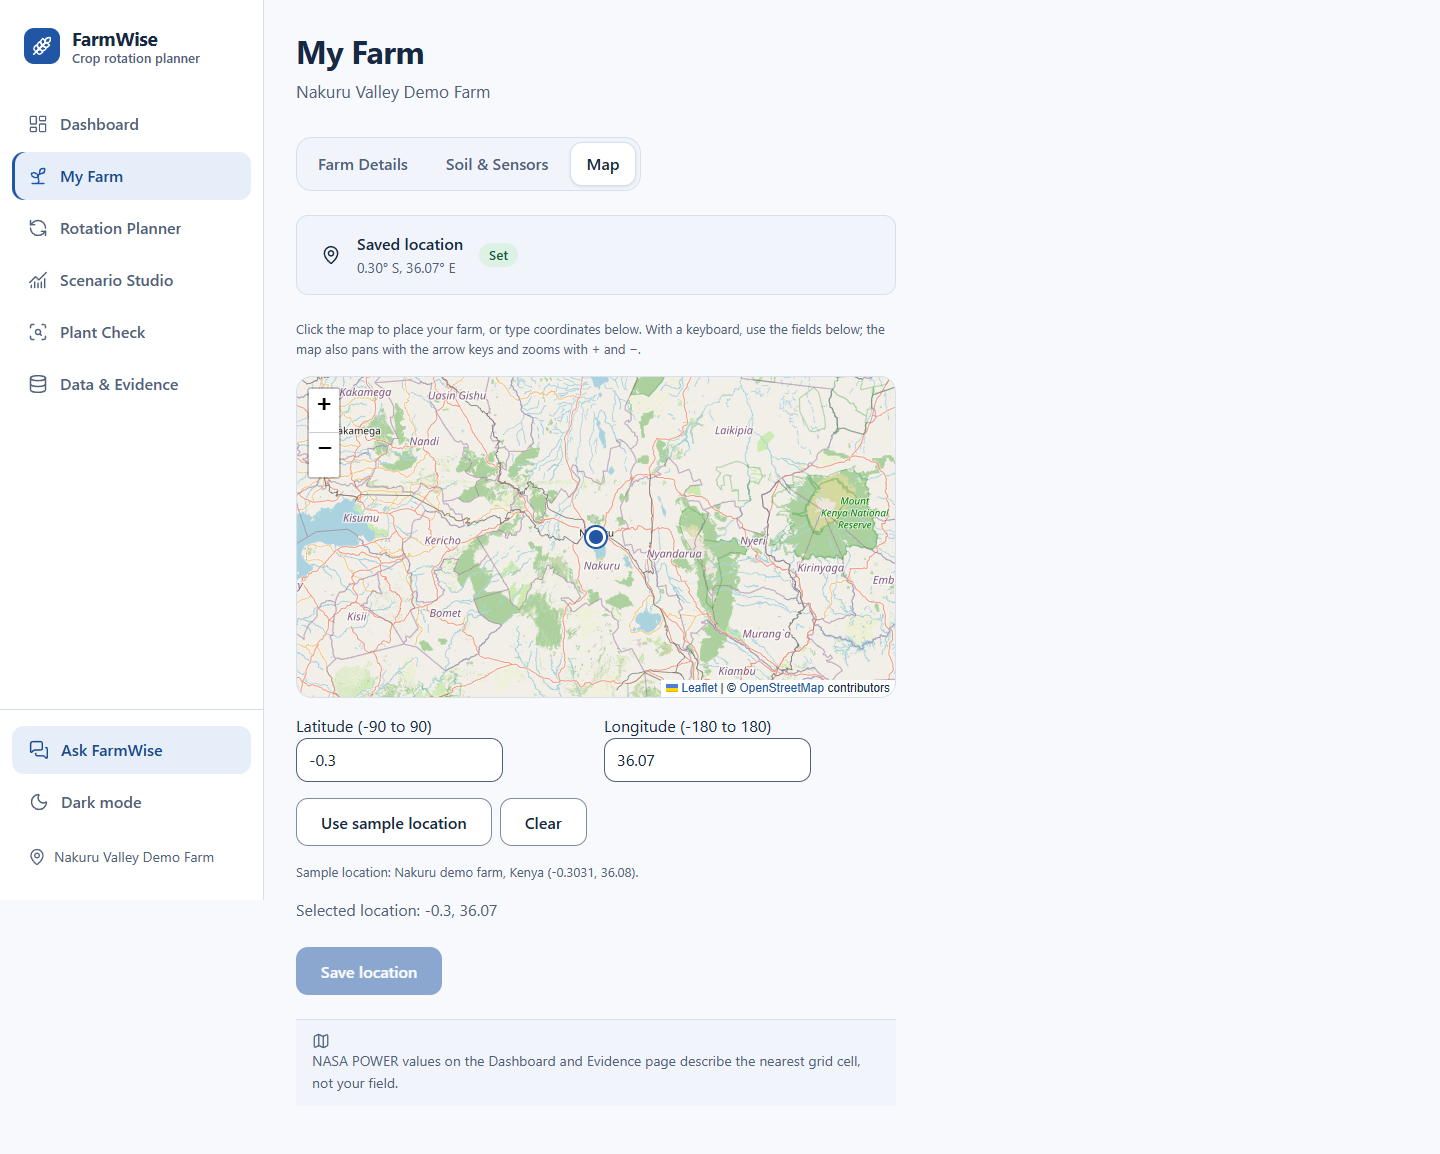 FarmWise
Crop rotation planner
Dashboard
My Farm
Rotation Planner
Scenario Studio
Plant Check
Data & Evidence
Ask FarmWise
Dark mode
Nakuru Valley Demo Farm
My Farm
Nakuru Valley Demo Farm
Farm Details
Soil & Sensors
Map
Saved location
0.30° S, 36.07° E
Set
Click the map to place your farm, or type coordinates below. With a keyboard, use the fields below; the
map also pans with the arrow keys and zooms with + and −.
+
−
Kakamega
Uasin Gishu
akamega
Nandi
Laikipia
Mount
Kenya National
Reserve
Kisumu
Kericho
Nyandarua
Nyeri
Nakuru
Kirinyaga
Emb
y
Kisii
Bomet
Murang'a
Kiambu
Leaflet | © OpenStreetMap contributors
Latitude (-90 to 90)
Longitude (-180 to 180)
-0.3
36.07
Use sample location
Clear
Sample location: Nakuru demo farm, Kenya (-0.3031, 36.08).
Selected location: -0.3, 36.07
Save location
NASA POWER values on the Dashboard and Evidence page describe the nearest grid cell,
not your field.